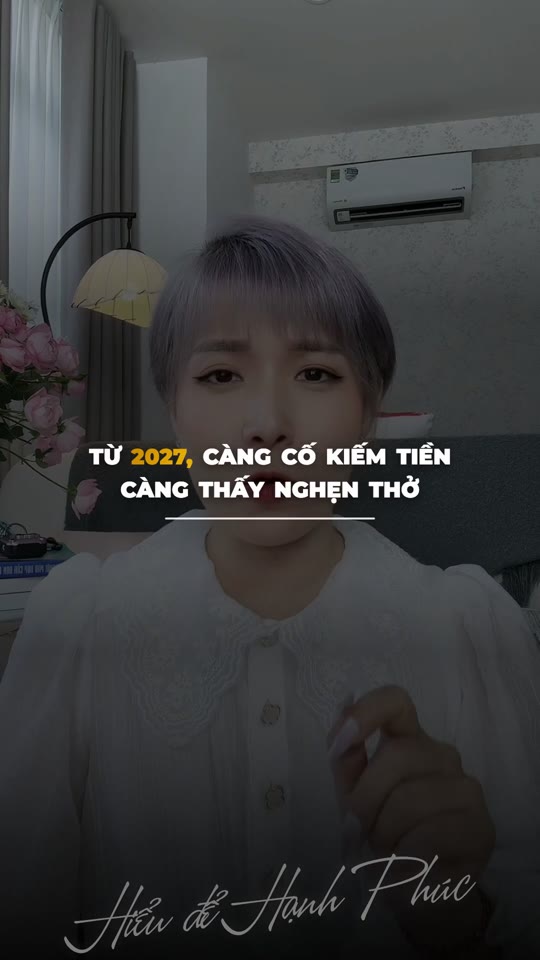 TỪ 2027, CÀNG CỐ KIẾM TIỀN
CÀNG THẤY NGHẸN THỞ
Hiểu để Hạnh Phúc